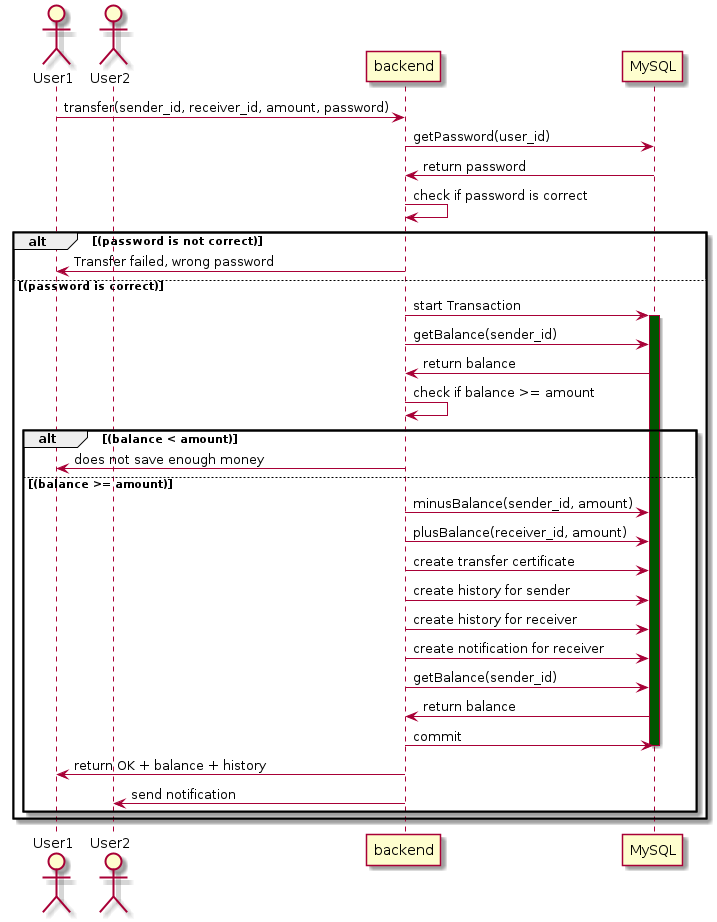 User1 User2 backend MySQL
transfer(sender_id, receiver_id, amount, password)
getPassword(user_id)
return password
check if password is correct
alt [(password is not correct)]
Transfer failed, wrong password
[(password is correct)]
start Transaction
getBalance(sender_id)
return balance
check if balance >= amount
alt [(balance < amount)]
does not save enough money
[(balance >= amount)]
minusBalance(sender_id, amount)
plusBalance(receiver_id, amount)
create transfer certificate
create history for sender
create history for receiver
create notification for receiver
getBalance(sender_id)
return balance
commit
return OK + balance + history
send notification
User1 User2 backend MySQL